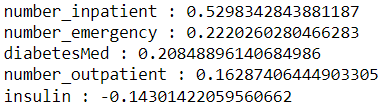 number_inpatient : 0.5298342843881187
number_emergency : 0.2220260280466283
diabetesMed : 0.20848896140684986
number_outpatient : 0.16287406444903305
insulin : -0.14301422059560662